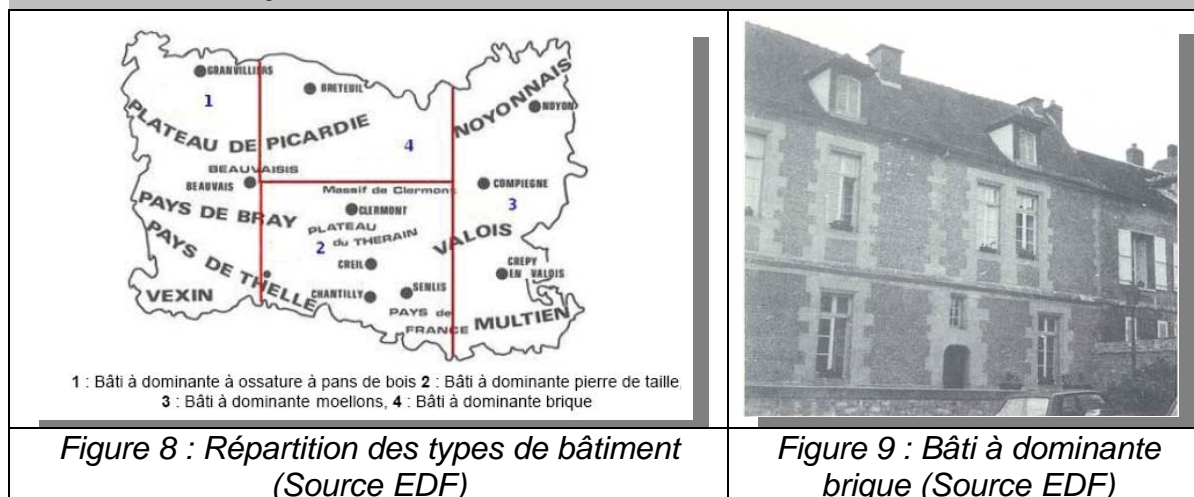 GRANVILLIERS
BRETEUIL
1
NOYONNAIS
NOYON
PLATEAU DE PICARDIE
4
BEAUVAISIS
BEAUVAIS
Massif de Clermont
COMPIEGNE
3
PAYS DE BRAY
CLERMONT
PLATEAU
du THERAIN
2
VALOIS
PAYS DE THELLE
CREIL
CREPY
EN VALOIS
VEXIN
CHANTILLY
SENLIS
PAYS de
FRANCE
MULTIEN
1 : Bâti à dominante à ossature à pans de bois 2 : Bâti à dominante pierre de taille,
3 : Bâti à dominante moellons, 4 : Bâti à dominante brique
Figure 8 : Répartition des types de bâtiment
(Source EDF)
Figure 9 : Bâti à dominante
brique (Source EDF)